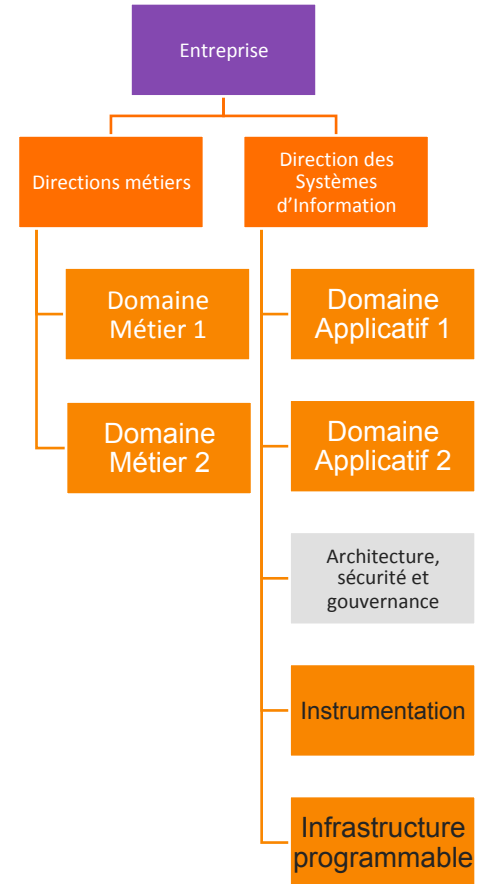 Entreprise
Directions métiers
Direction des
Systèmes
d’Information
Domaine
Métier 1
Domaine
Métier 2
Domaine
Applicatif 1
Domaine
Applicatif 2
Architecture,
sécurité et
gouvernance
Instrumentation
Infrastructure
programmable